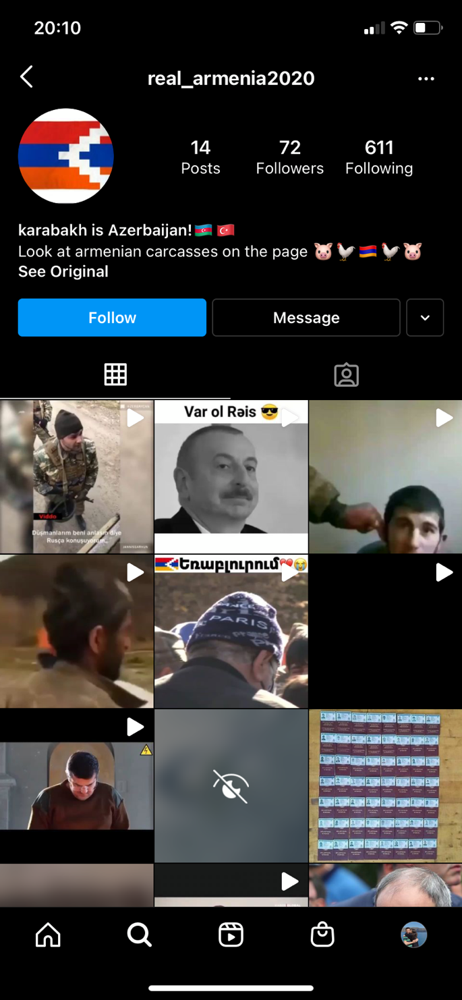 20:10
real_armenia2020
14
72
611
Posts
Followers
Following
karabakh is Azerbaijan!🇦🇿 🇹🇷
Look at armenian carcasses on the page 🐷🐓🇦🇲🐓🐷
See Original
Follow
Message
Viddo
Düşmanlarım beni anlasın diye
Rusça konuşuyorum..
Var ol Rəis 😎
Եռաբլուրում💔😭
PARIS